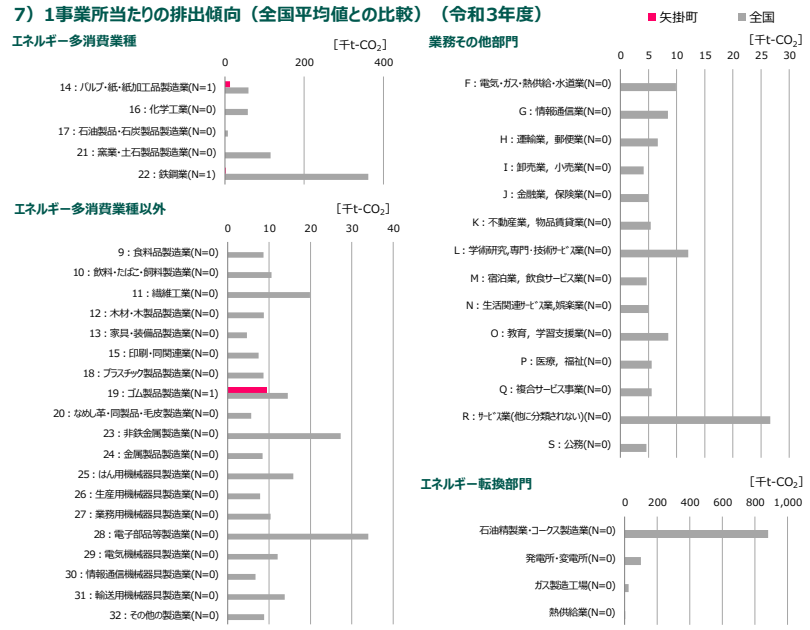 7）1事業所当たりの排出傾向（全国平均値との比較）（令和3年度）
■矢掛町 ■全国
エネルギー多消費業種
[千t-CO₂]
0 200 400
14：パルプ・紙・紙加工品製造業(N=1)
16：化学工業(N=0)
17：石油製品・石炭製品製造業(N=0)
21：窯業・土石製品製造業(N=0)
22：鉄鋼業(N=1)
エネルギー多消費業種以外
[千t-CO₂]
0 10 20 30 40
9：食料品製造業(N=0)
10：飲料・たばこ・飼料製造業(N=0)
11：繊維工業(N=0)
12：木材・木製品製造業(N=0)
13：家具・装備品製造業(N=0)
15：印刷・同関連業(N=0)
18：プラスチック製品製造業(N=0)
19：ゴム製品製造業(N=1)
20：なめし革・同製品・毛皮製造業(N=0)
23：非鉄金属製造業(N=0)
24：金属製品製造業(N=0)
25：はん用機械器具製造業(N=0)
26：生産用機械器具製造業(N=0)
27：業務用機械器具製造業(N=0)
28：電子部品等製造業(N=0)
29：電気機械器具製造業(N=0)
30：情報通信機械器具製造業(N=0)
31：輸送用機械器具製造業(N=0)
32：その他の製造業(N=0)
業務その他部門
[千t-CO₂]
0 5 10 15 20 25 30
F：電気・ガス・熱供給・水道業(N=0)
G：情報通信業(N=0)
H：運輸業，郵便業(N=0)
I：卸売業，小売業(N=0)
J：金融業，保険業(N=0)
K：不動産業，物品賃貸業(N=0)
L：学術研究,専門・技術ｻｰﾋﾞｽ業(N=0)
M：宿泊業，飲食サービス業(N=0)
N：生活関連ｻｰﾋﾞｽ業,娯楽業(N=0)
O：教育，学習支援業(N=0)
P：医療，福祉(N=0)
Q：複合サービス事業(N=0)
R：ｻｰﾋﾞｽ業(他に分類されない)(N=0)
S：公務(N=0)
エネルギー転換部門
[千t-CO₂]
0 200 400 600 800 1,000
石油精製業・コークス製造業(N=0)
発電所・変電所(N=0)
ガス製造工場(N=0)
熱供給業(N=0)